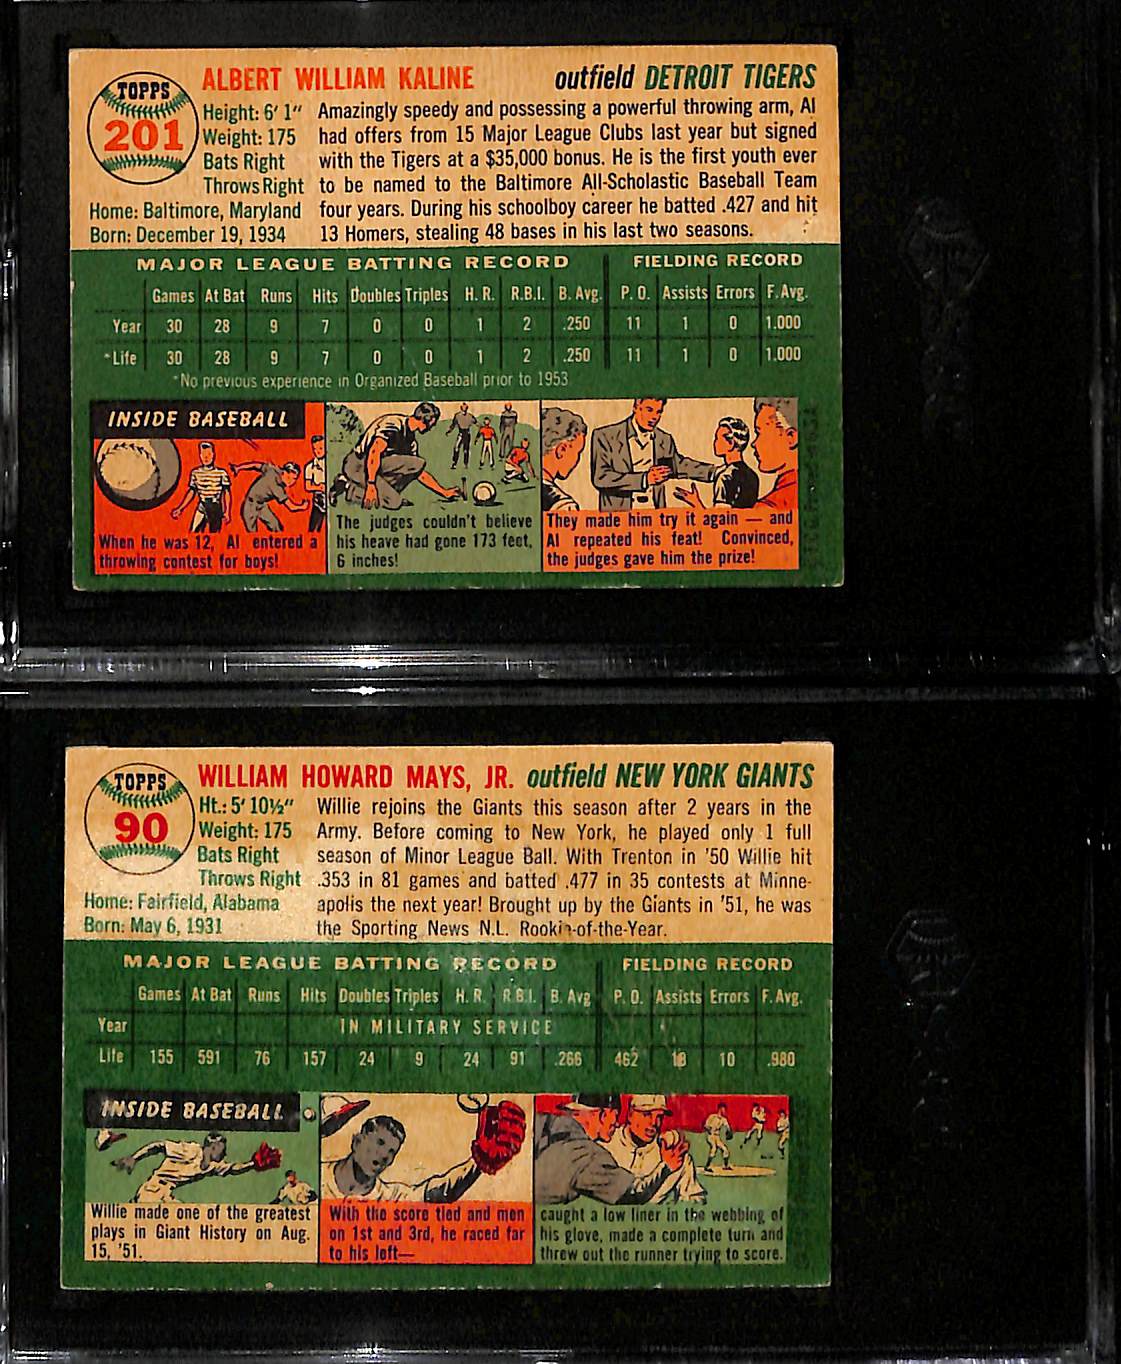 TOPPS
201
ALBERT WILLIAM KALINE outfield DETROIT TIGERS
Height: 6' 1"
Weight: 175
Bats Right
Throws Right
Home: Baltimore, Maryland
Born: December 19, 1934
Amazingly speedy and possessing a powerful throwing arm, Al
had offers from 15 Major League Clubs last year but signed
with the Tigers at a $35,000 bonus. He is the first youth ever
to be named to the Baltimore All-Scholastic Baseball Team
four years. During his schoolboy career he batted .427 and hit
13 Homers, stealing 48 bases in his last two seasons.
MAJOR LEAGUE BATTING RECORD FIELDING RECORD
Games At Bat Runs Hits Doubles Triples H. R. R.B.I. B. Avg. P. O. Assists Errors F. Avg.
Year 30 28 9 7 0 0 1 2 .250 11 1 0 1.000
*Life 30 28 9 7 0 0 1 2 .250 11 1 0 1.000
*No previous experience in Organized Baseball prior to 1953
INSIDE BASEBALL
When he was 12, Al entered a
throwing contest for boys!
The judges couldn't believe
his heave had gone 173 feet,
6 inches!
They made him try it again — and
Al repeated his feat! Convinced,
the judges gave him the prize!
TOPPS
90
WILLIAM HOWARD MAYS, JR. outfield NEW YORK GIANTS
Ht.: 5' 10½"
Weight: 175
Bats Right
Throws Right
Home: Fairfield, Alabama
Born: May 6, 1931
Willie rejoins the Giants this season after 2 years in the
Army. Before coming to New York, he played only 1 full
season of Minor League Ball. With Trenton in '50 Willie hit
.353 in 81 games and batted .477 in 35 contests at Minne-
apolis the next year! Brought up by the Giants in '51, he was
the Sporting News N.L. Rookie-of-the-Year.
MAJOR LEAGUE BATTING RECORD FIELDING RECORD
Games At Bat Runs Hits Doubles Triples H. R. R.B.I. B. Avg P. O. Assists Errors F. Avg.
Year IN MILITARY SERVICE
Life 155 591 76 157 24 9 24 91 .266 462 18 10 .980
INSIDE BASEBALL
Willie made one of the greatest
plays in Giant History on Aug.
15, '51.
With the score tied and men
on 1st and 3rd, he raced far
to his left—
caught a low liner in the webbing of
his glove, made a complete turn and
threw out the runner trying to score.